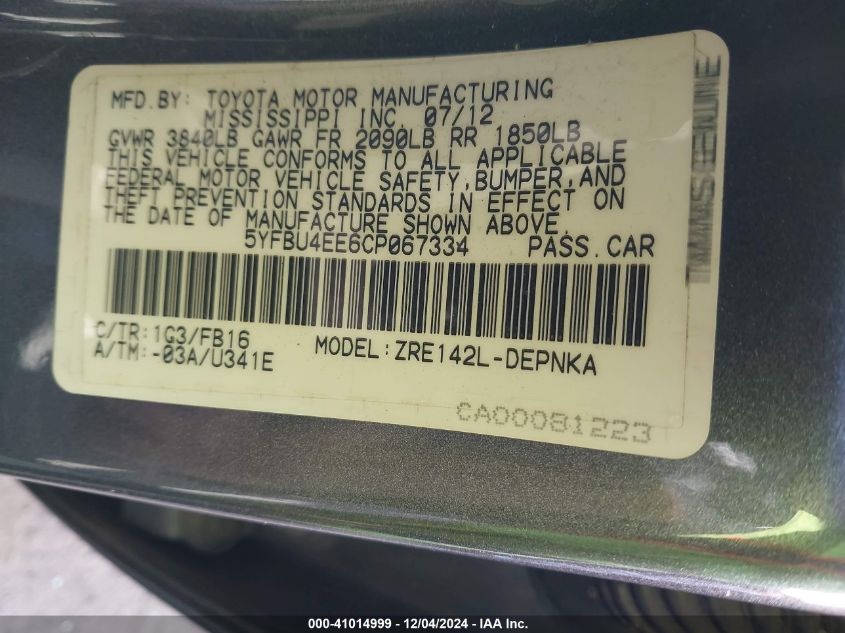 MFD.BY: TOYOTA MOTOR MANUFACTURING
MISSISSIPPI INC. 07/12
GVWR 3840LB GAWR FR 2090LB RR 1850LB
THIS VEHICLE CONFORMS TO ALL APPLICABLE
FEDERAL MOTOR VEHICLE SAFETY,BUMPER,AND
THEFT PREVENTION STANDARDS IN EFFECT ON
THE DATE OF MANUFACTURE SHOWN ABOVE.
5YFBU4EE6CP067334 PASS.CAR
C/TR:1G3/FB16
A/TM:-03A/U341E
MODEL:ZRE142L-DEPNKA
CA00081223
GENUINE
000-41014999 - 12/04/2024 - IAA Inc.